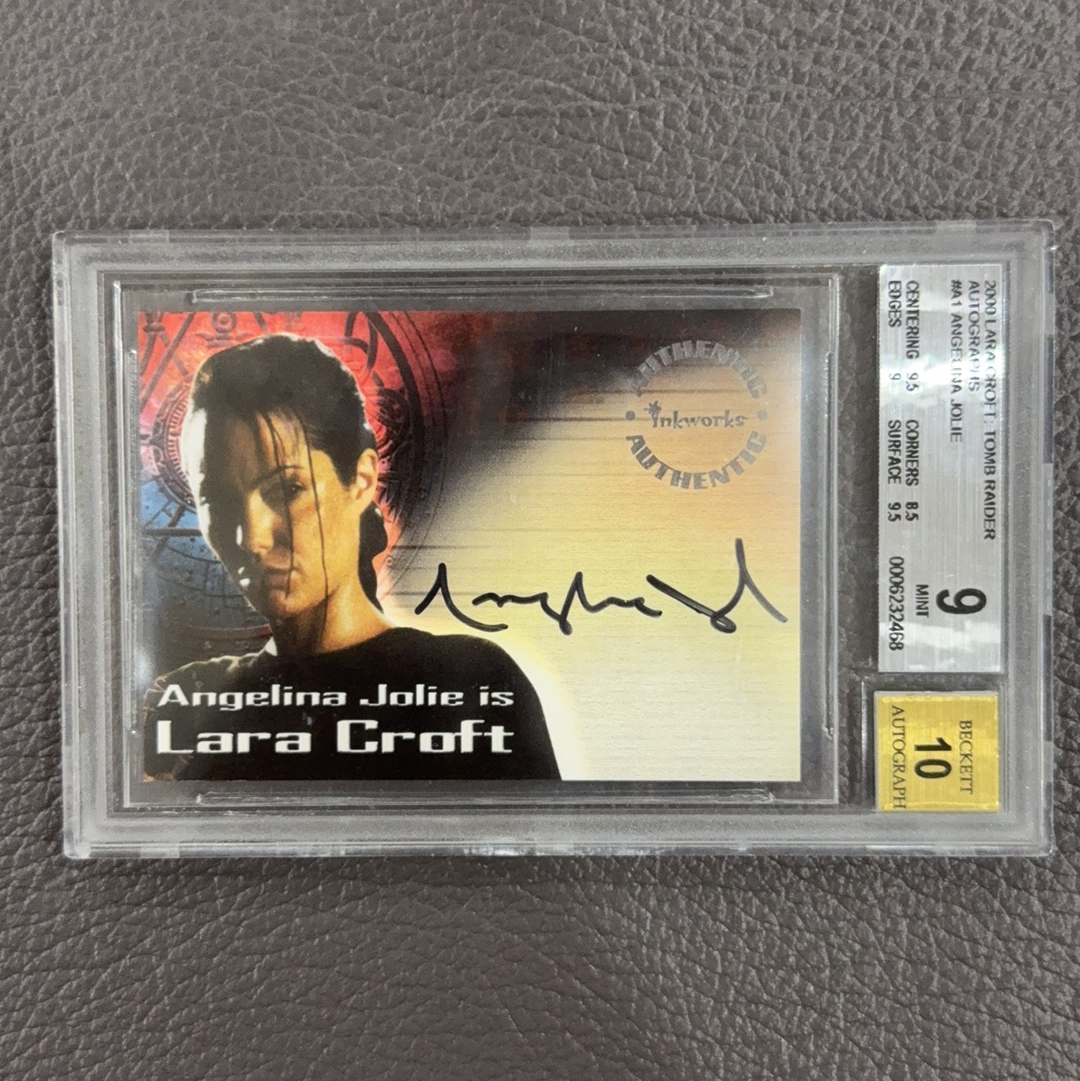 AUTHENTIC
inkworks
AUTHENTIC
Angelina Jolie is
Lara Croft
2000 LARA CROFT: TOMB RAIDER
AUTOGRAPHS
#A1 ANGELINA JOLIE
CENTERING 9.5 CORNERS 8.5
EDGES 9 SURFACE 9.5
9
MINT
0006232468
BECKETT
10
AUTOGRAPH